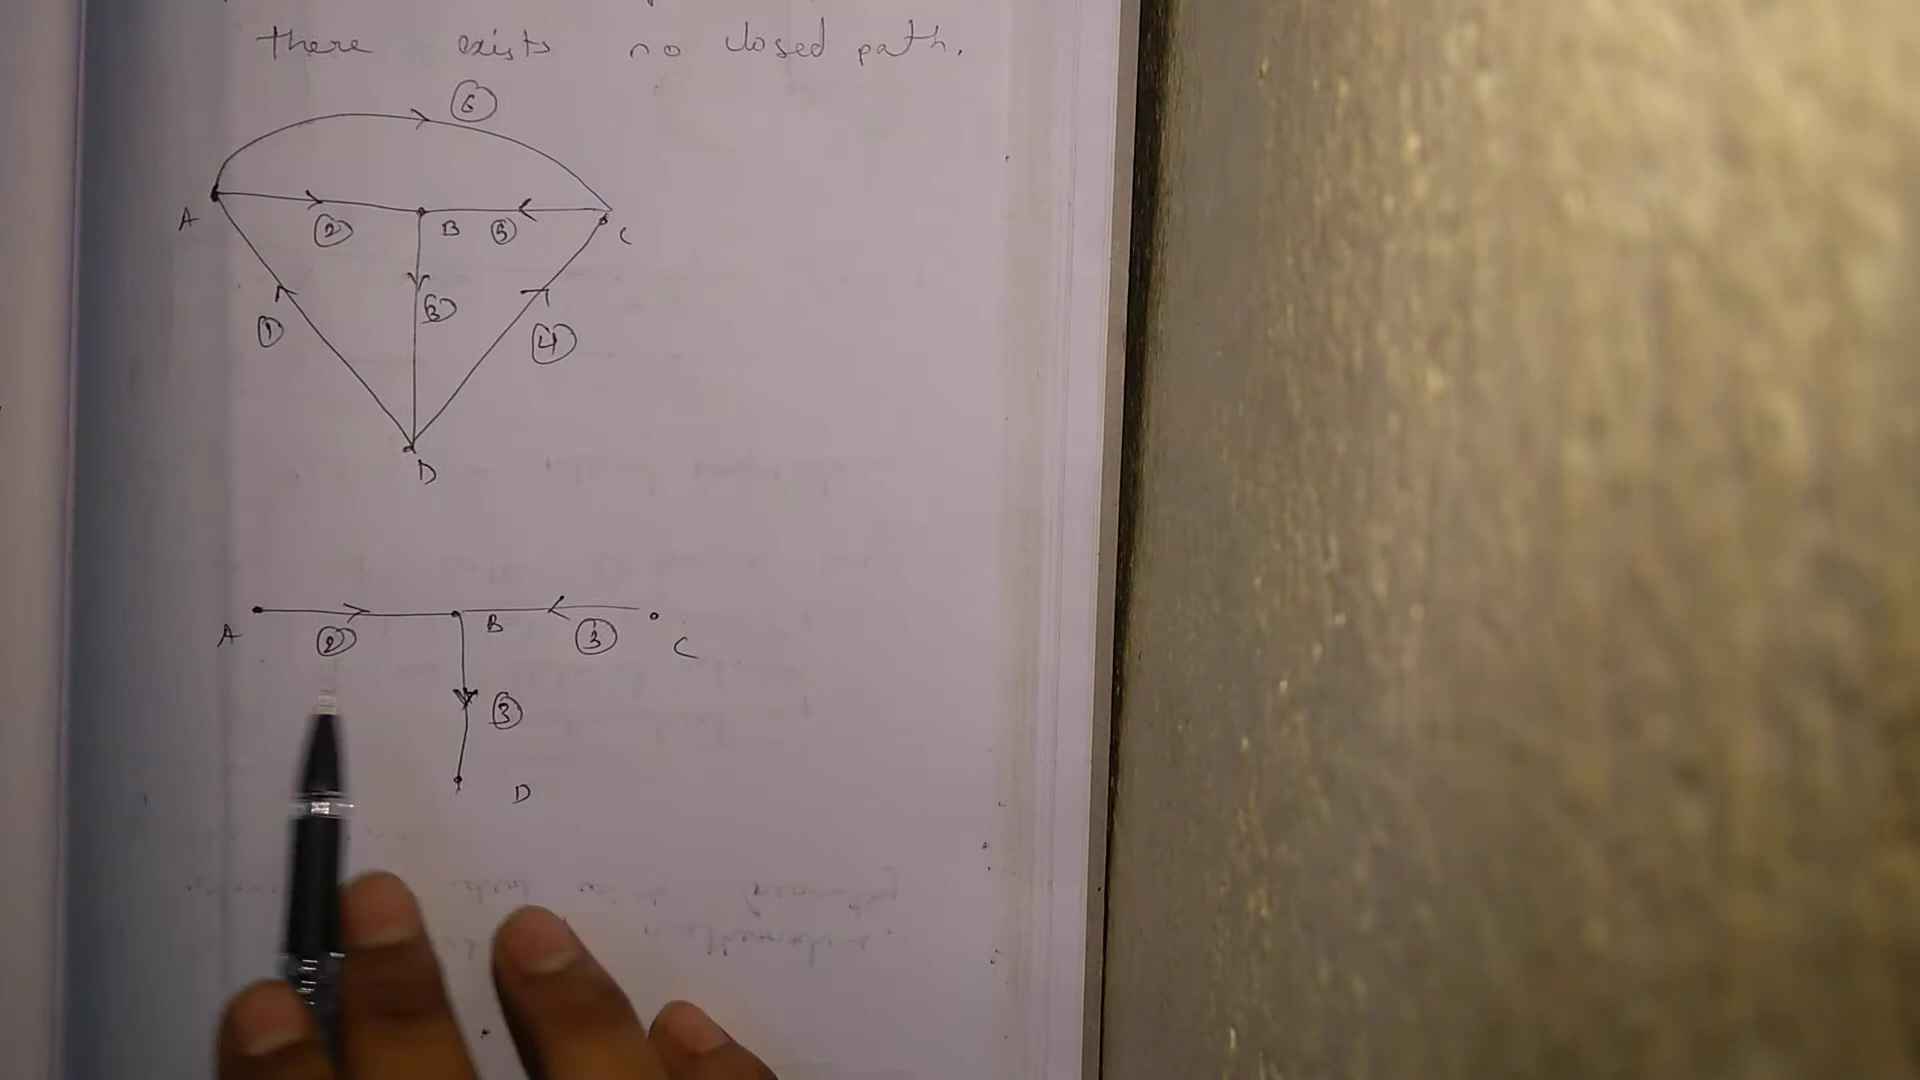 there exists no closed path.
6
A 2 B 5 C
1 3 4
D
A 2 B 3 C
3
D